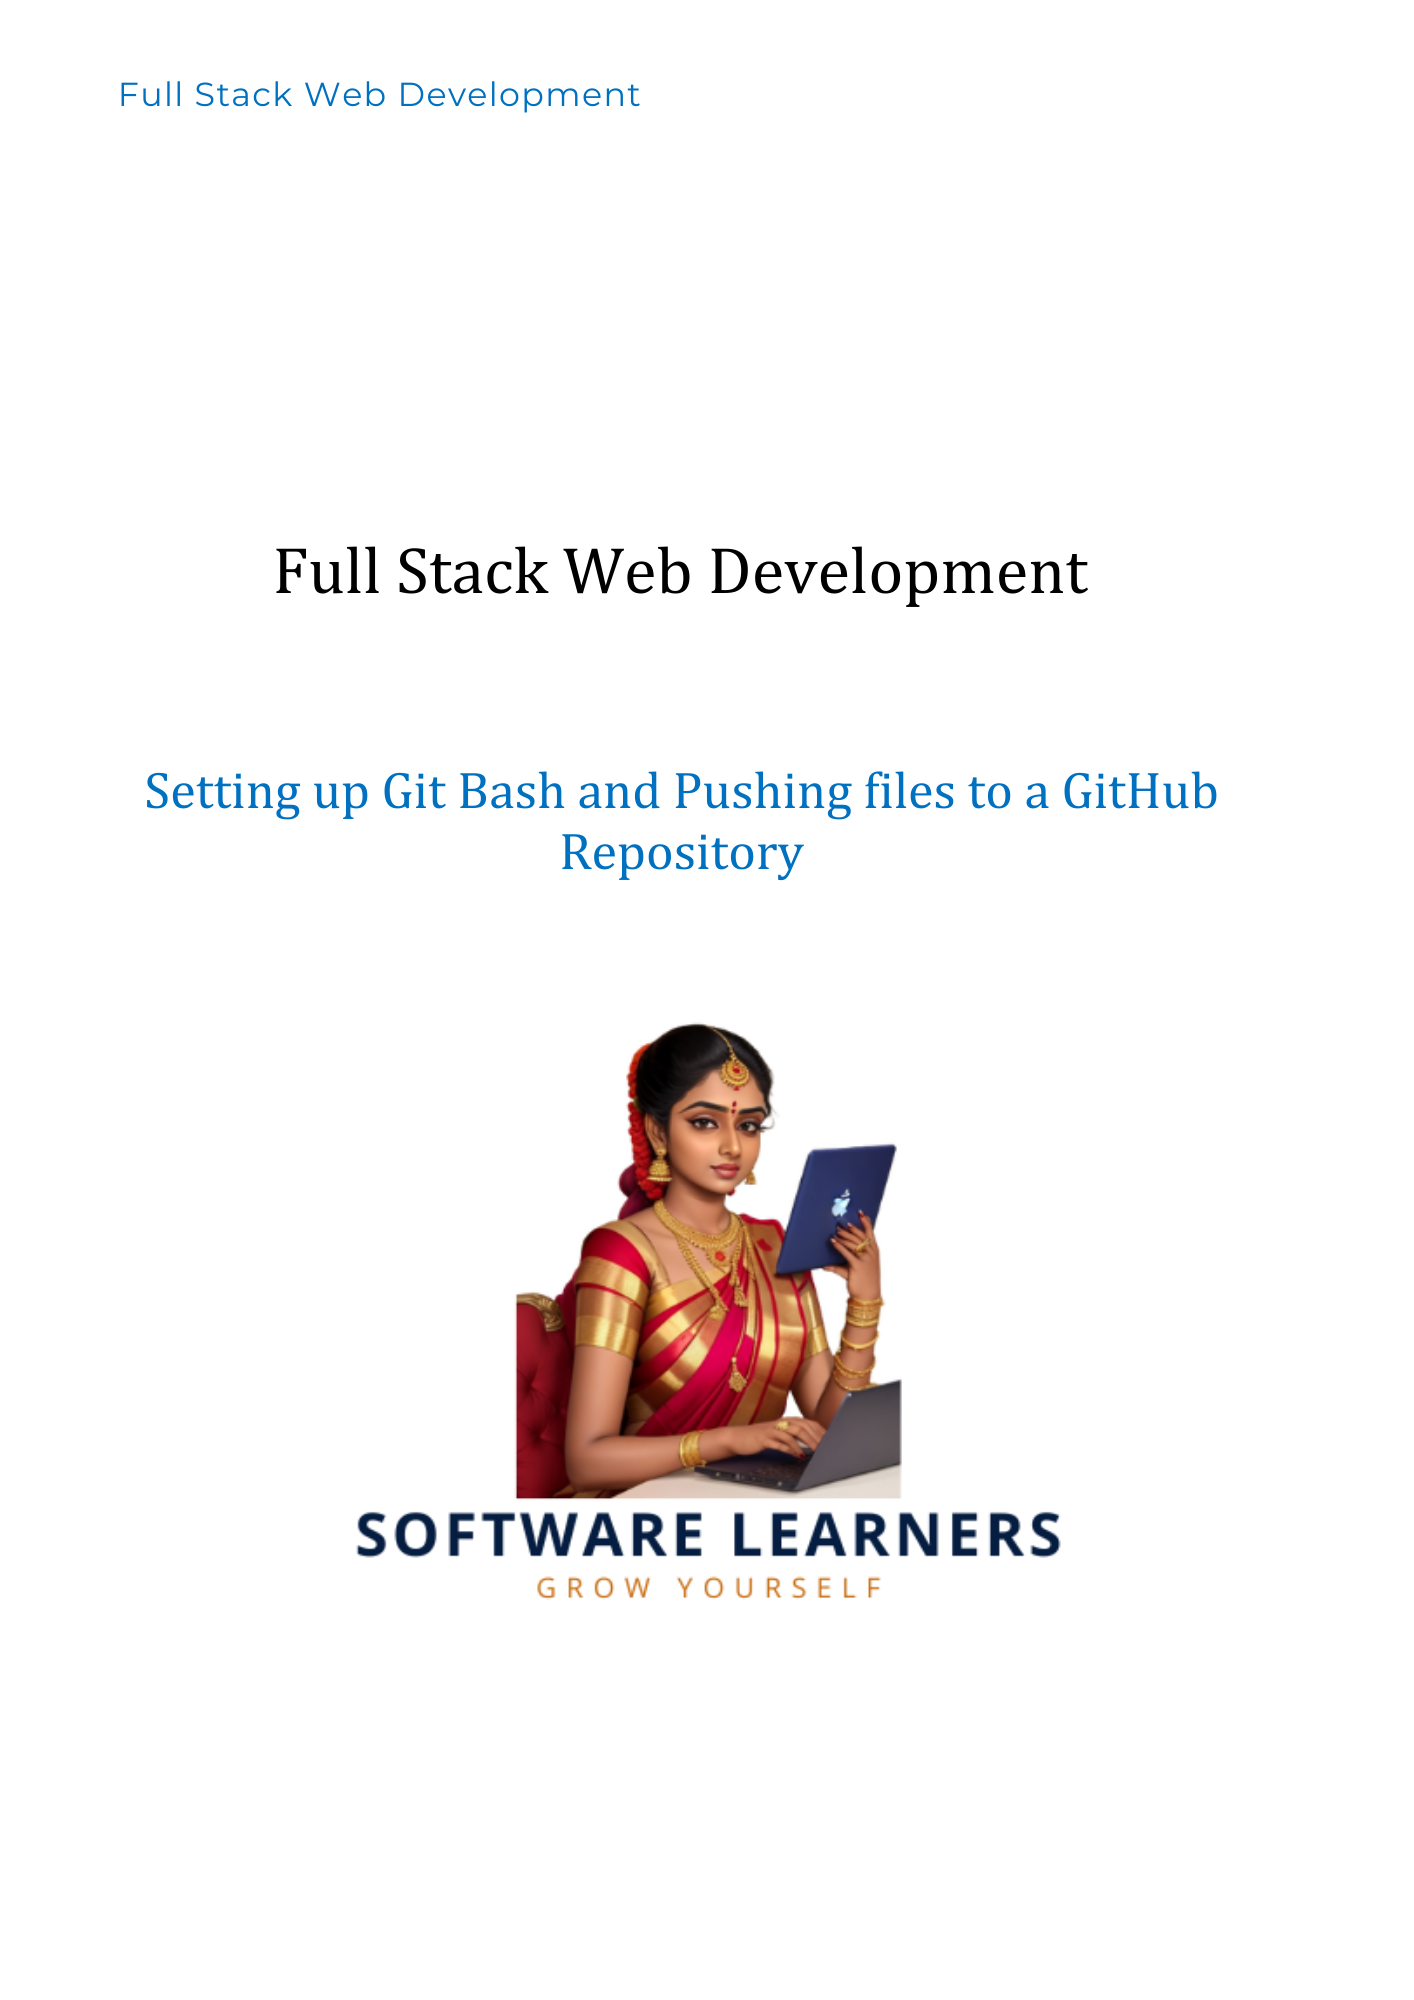 Full Stack Web Development
Full Stack Web Development
Setting up Git Bash and Pushing files to a GitHub
Repository
SOFTWARE LEARNERS
GROW YOURSELF